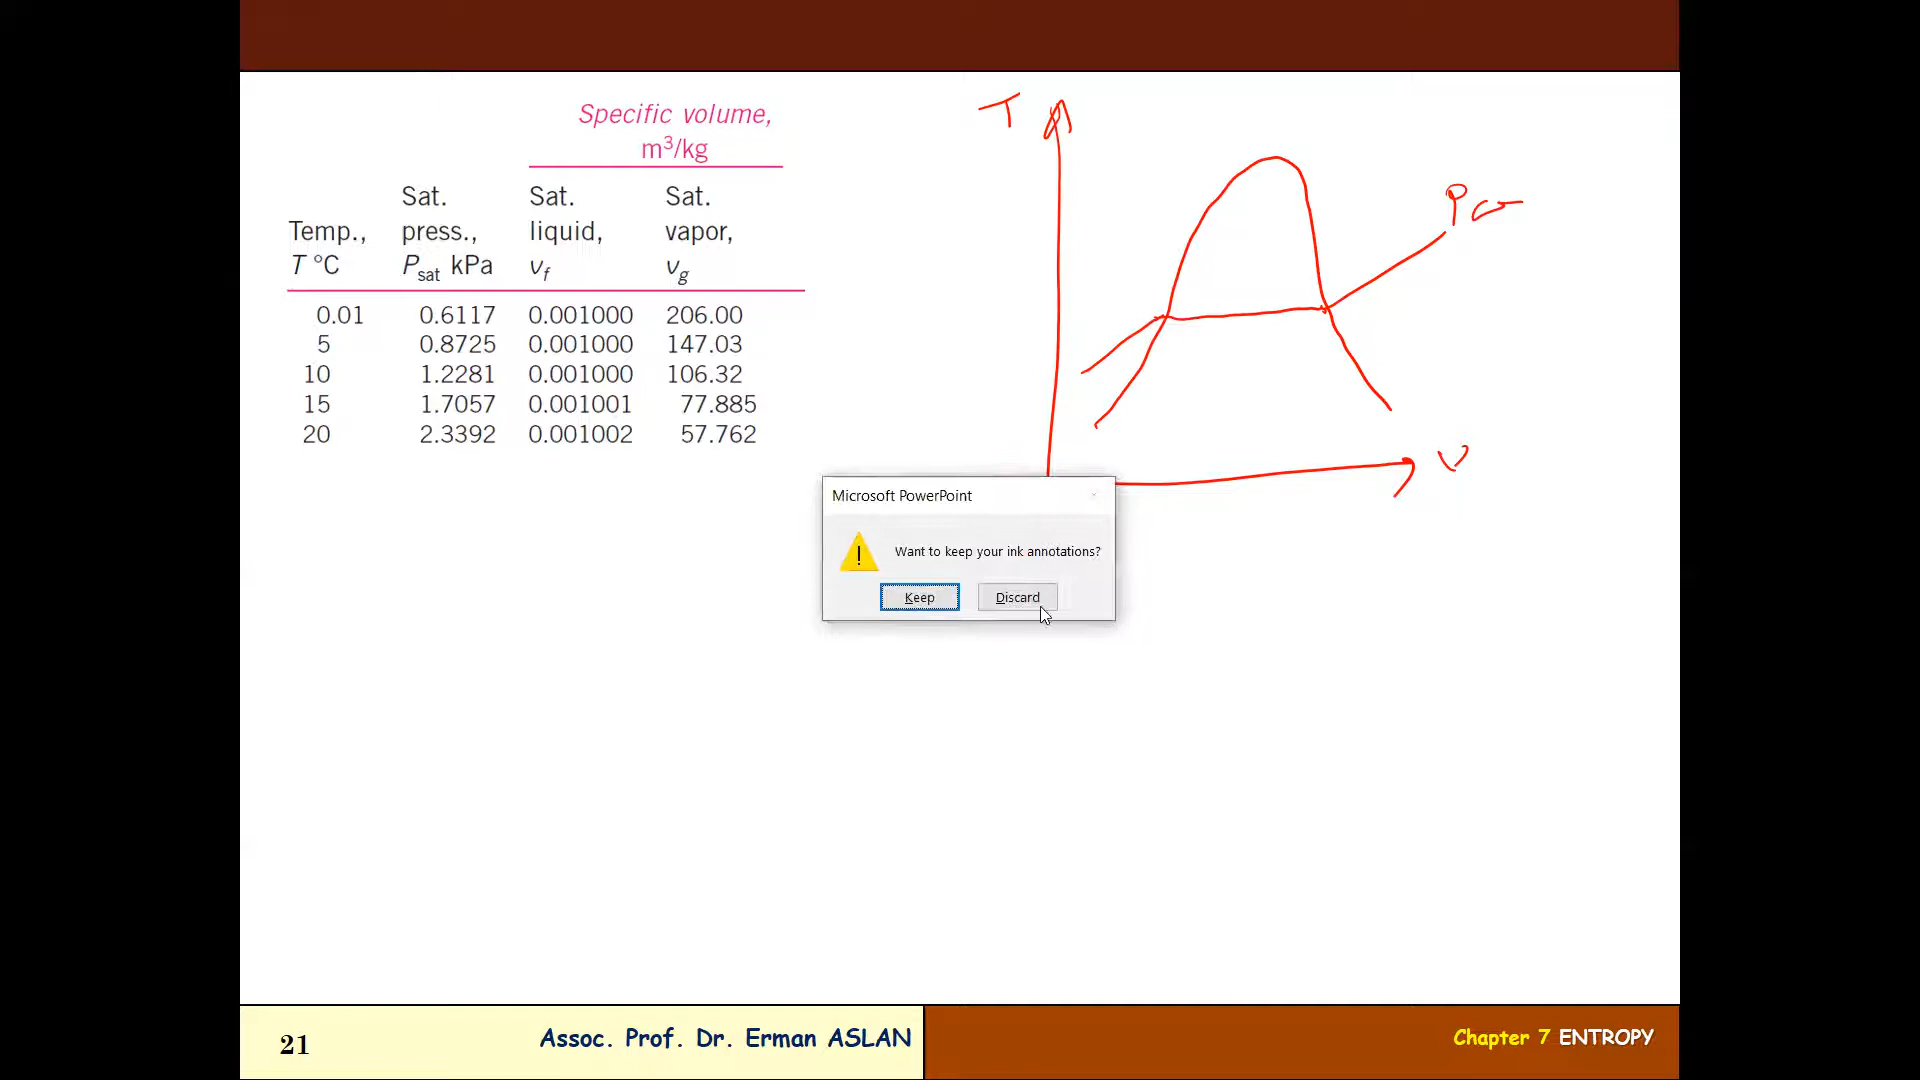 Specific volume,
m³/kg
Sat. Sat. Sat.
Temp., press., liquid, vapor,
T °C Psat kPa vf vg
0.01 0.6117 0.001000 206.00
5 0.8725 0.001000 147.03
10 1.2281 0.001000 106.32
15 1.7057 0.001001 77.885
20 2.3392 0.001002 57.762
T
v
Microsoft PowerPoint
Want to keep your ink annotations?
Keep Discard
21 Assoc. Prof. Dr. Erman ASLAN Chapter 7 ENTROPY